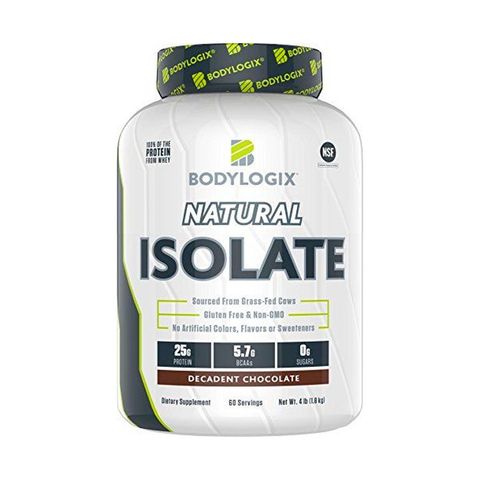 BODYLOGIX®
BODYLOGIX®
100% OF THE
PROTEIN
FROM WHEY
NSF
BODYLOGIX®
NATURAL
ISOLATE
Sourced From Grass-Fed Cows
Gluten Free & Non-GMO
No Artificial Colors, Flavors or Sweeteners
25G
PROTEIN
5.7G
BCAAs
0G
SUGARS
DECADENT CHOCOLATE
Dietary Supplement 60 Servings Net Wt. 4 lb (1.8 kg)